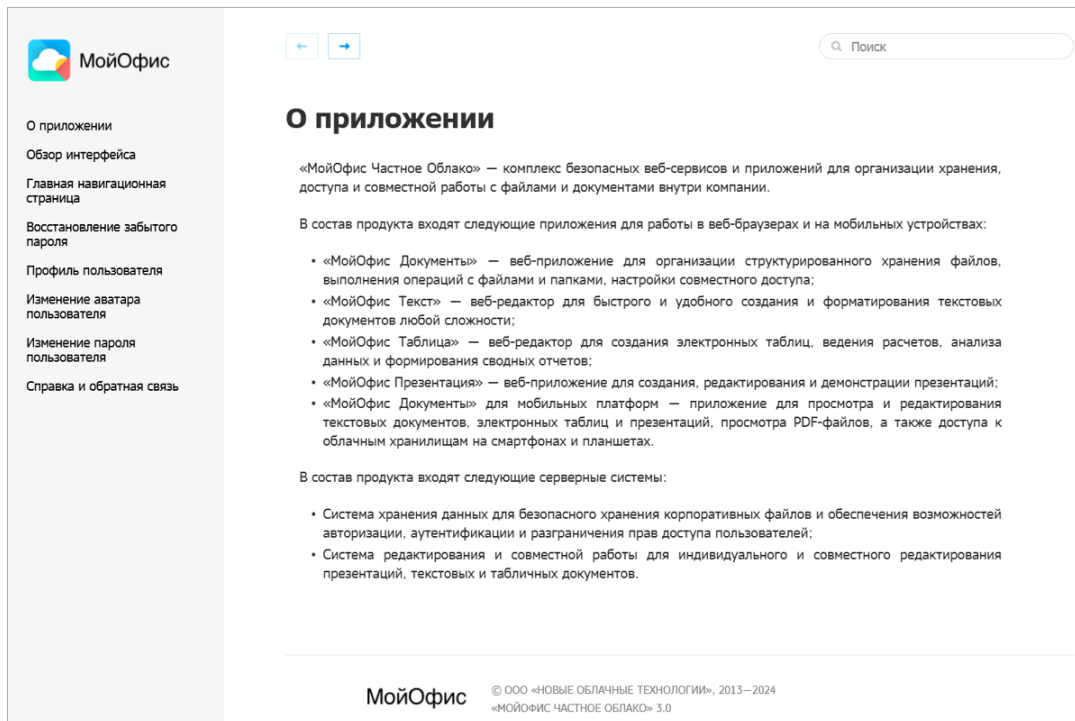 МойОфис
← →
Поиск
О приложении
Обзор интерфейса
Главная навигационная
страница
Восстановление забытого
пароля
Профиль пользователя
Изменение аватара
пользователя
Изменение пароля
пользователя
Справка и обратная связь
О приложении
«МойОфис Частное Облако» — комплекс безопасных веб-сервисов и приложений для организации хранения,
доступа и совместной работы с файлами и документами внутри компании.
В состав продукта входят следующие приложения для работы в веб-браузерах и на мобильных устройствах:
• «МойОфис Документы» — веб-приложение для организации структурированного хранения файлов,
выполнения операций с файлами и папками, настройки совместного доступа;
• «МойОфис Текст» — веб-редактор для быстрого и удобного создания и форматирования текстовых
документов любой сложности;
• «МойОфис Таблица» — веб-редактор для создания электронных таблиц, ведения расчетов, анализа
данных и формирования сводных отчетов;
• «МойОфис Презентация» — веб-приложение для создания, редактирования и демонстрации презентаций;
• «МойОфис Документы» для мобильных платформ — приложение для просмотра и редактирования
текстовых документов, электронных таблиц и презентаций, просмотра PDF-файлов, а также доступа к
облачным хранилищам на смартфонах и планшетах.
В состав продукта входят следующие серверные системы:
• Система хранения данных для безопасного хранения корпоративных файлов и обеспечения возможностей
авторизации, аутентификации и разграничения прав доступа пользователей;
• Система редактирования и совместной работы для индивидуального и совместного редактирования
презентаций, текстовых и табличных документов.
МойОфис
© ООО «НОВЫЕ ОБЛАЧНЫЕ ТЕХНОЛОГИИ», 2013—2024
«МОЙОФИС ЧАСТНОЕ ОБЛАКО» 3.0